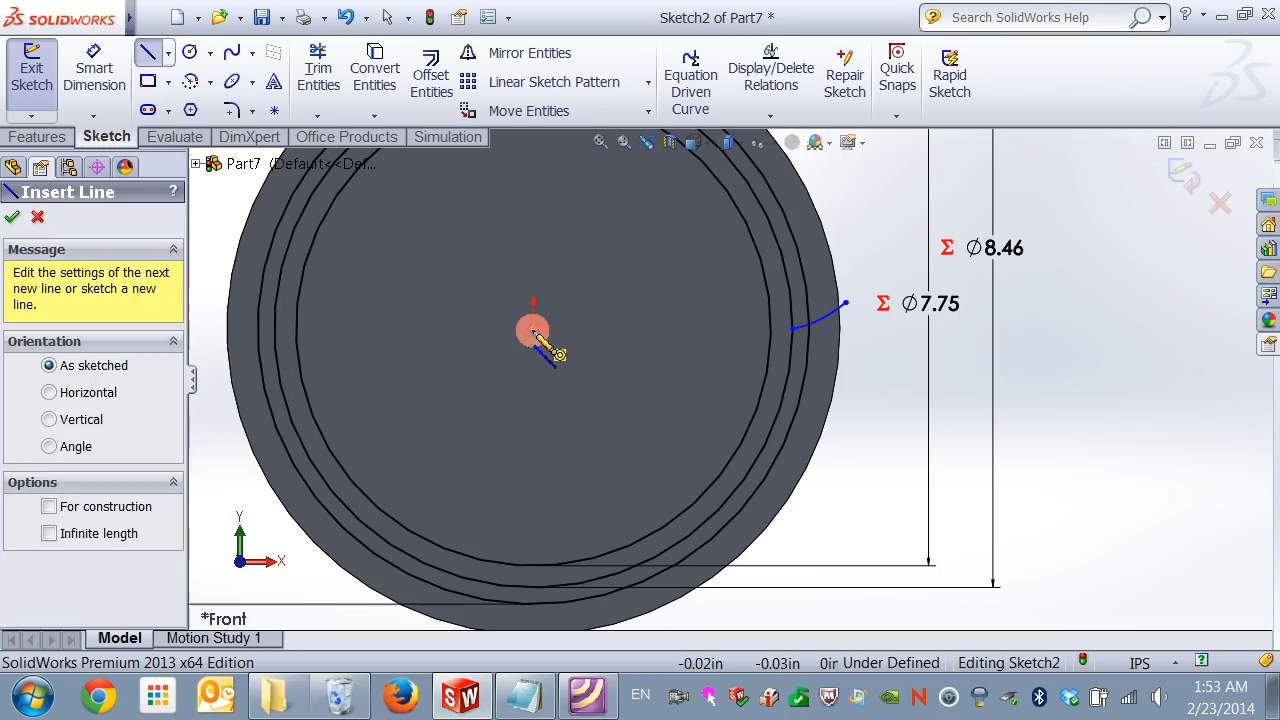 SOLIDWORKS
Sketch2 of Part7 *
Search SolidWorks Help
Exit Sketch
Smart Dimension
Trim Entities
Convert Entities
Offset Entities
Mirror Entities
Linear Sketch Pattern
Move Entities
Equation Driven Curve
Display/Delete Relations
Repair Sketch
Quick Snaps
Rapid Sketch
Features
Sketch
Evaluate
DimXpert
Office Products
Simulation
Part7 (Default<<Def...
Insert Line
?
Message
Edit the settings of the next
new line or sketch a new
line.
Orientation
As sketched
Horizontal
Vertical
Angle
Options
For construction
Infinite length
Σ ∅8.46
Σ ∅7.75
Y
X
*Front
Model
Motion Study 1
SolidWorks Premium 2013 x64 Edition
-0.02in
-0.03in
0in Under Defined
Editing Sketch2
IPS
EN
1:53 AM
2/23/2014